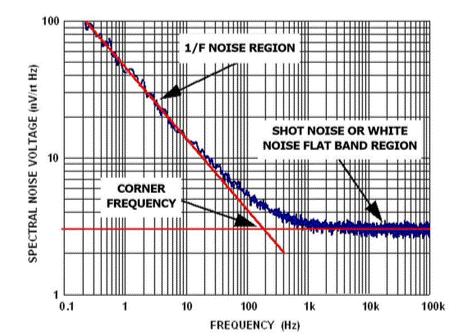 100
1/F NOISE REGION
SHOT NOISE OR WHITE
NOISE FLAT BAND REGION
10
CORNER
FREQUENCY
1
SPECTRAL NOISE VOLTAGE (nV/rt Hz)
0.1 1 10 100 1k 10k 100k
FREQUENCY (Hz)